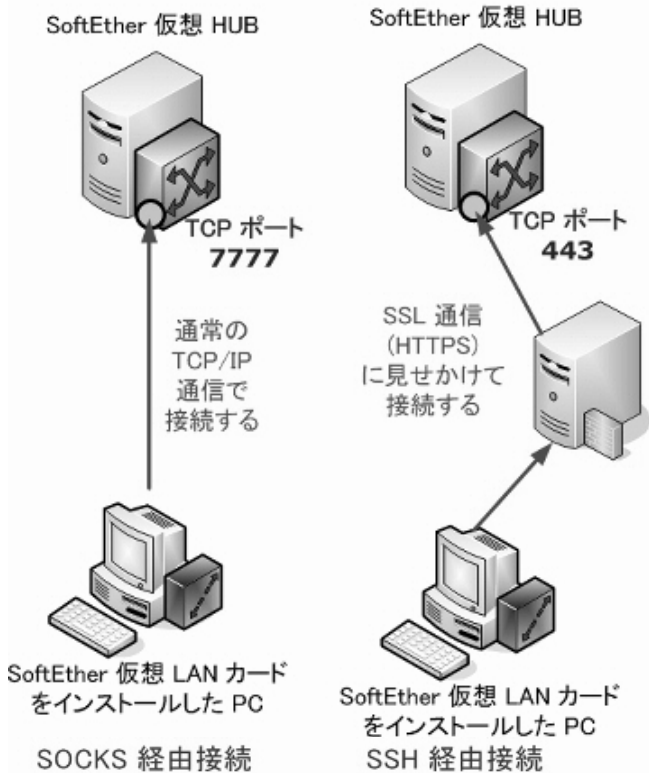 SoftEther 仮想 HUB
TCP ポート
7777
通常の
TCP/IP
通信で
接続する
SoftEther 仮想 LAN カード
をインストールした PC
SOCKS 経由接続
SoftEther 仮想 HUB
TCP ポート
443
SSL 通信
(HTTPS)
に見せかけて
接続する
SoftEther 仮想 LAN カード
をインストールした PC
SSH 経由接続